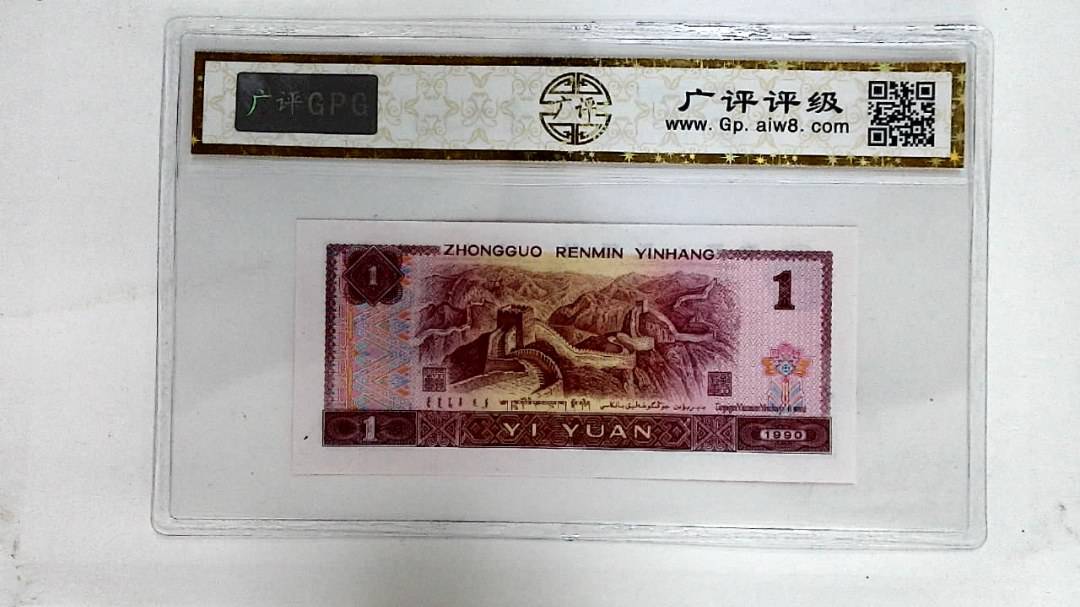 广评GPG
广评
广评评级
www. Gp. aiw8. com
ZHONGGUO RENMIN YINHANG
1
1
1
YI YUAN
1990